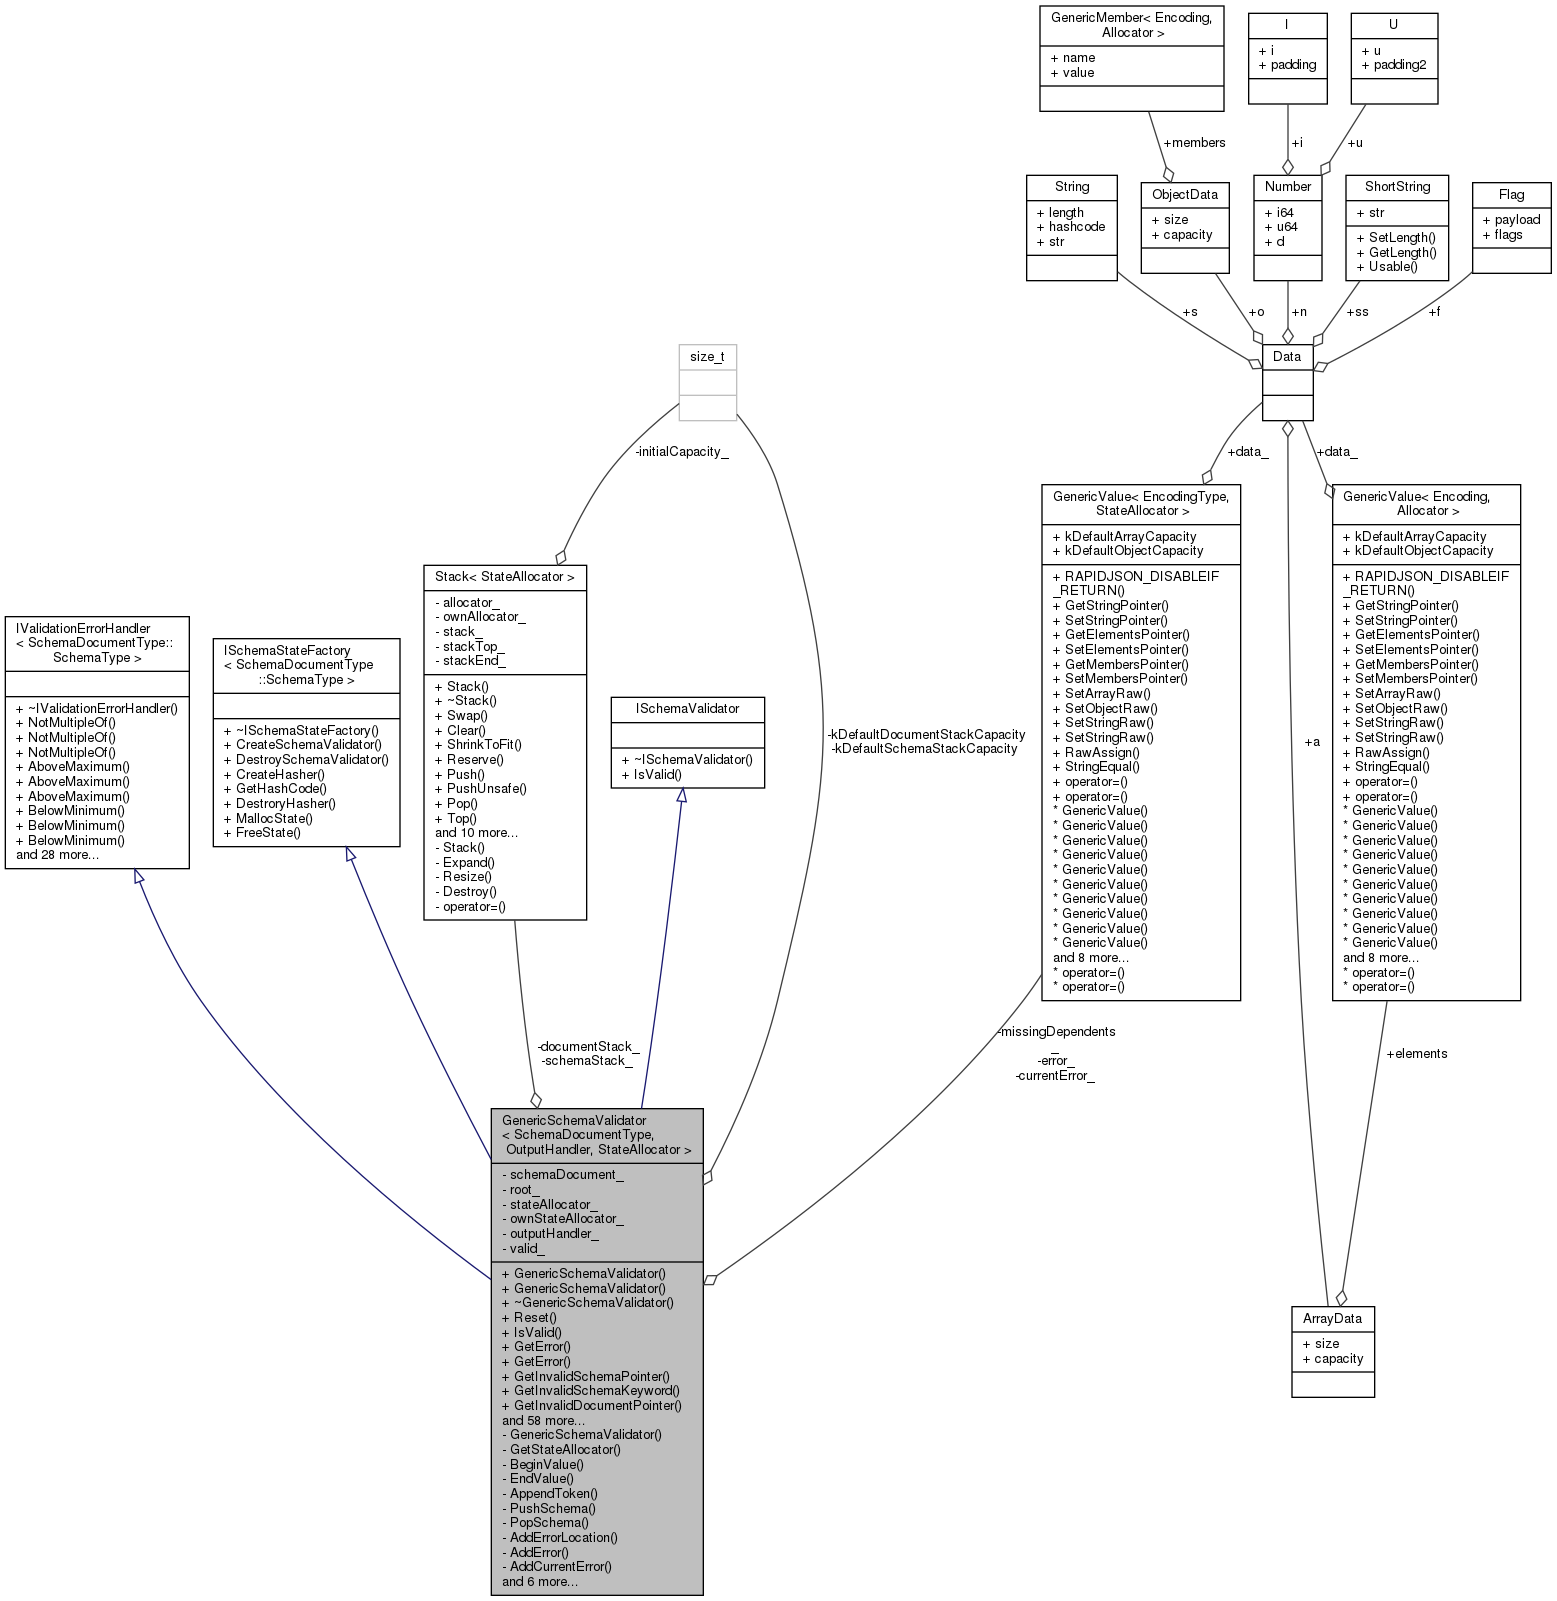 GenericMember< Encoding,
Allocator >
+ name
+ value
I
+ i
+ padding
U
+ u
+ padding2
+members
+i
+u
String
+ length
+ hashcode
+ str
ObjectData
+ size
+ capacity
Number
+ i64
+ u64
+ d
ShortString
+ str
+ SetLength()
+ GetLength()
+ Usable()
Flag
+ payload
+ flags
+s
+o
+n
+ss
+f
size_t
Data
-initialCapacity_
+data_
+data_
GenericValue< EncodingType,
StateAllocator >
+ kDefaultArrayCapacity
+ kDefaultObjectCapacity
+ RAPIDJSON_DISABLEIF
_RETURN()
+ GetStringPointer()
+ SetStringPointer()
+ GetElementsPointer()
+ SetElementsPointer()
+ GetMembersPointer()
+ SetMembersPointer()
+ SetArrayRaw()
+ SetObjectRaw()
+ SetStringRaw()
+ SetStringRaw()
+ RawAssign()
+ StringEqual()
+ operator=()
+ operator=()
* GenericValue()
* GenericValue()
* GenericValue()
* GenericValue()
* GenericValue()
* GenericValue()
* GenericValue()
* GenericValue()
* GenericValue()
* GenericValue()
and 8 more...
* operator=()
* operator=()
GenericValue< Encoding,
Allocator >
+ kDefaultArrayCapacity
+ kDefaultObjectCapacity
+ RAPIDJSON_DISABLEIF
_RETURN()
+ GetStringPointer()
+ SetStringPointer()
+ GetElementsPointer()
+ SetElementsPointer()
+ GetMembersPointer()
+ SetMembersPointer()
+ SetArrayRaw()
+ SetObjectRaw()
+ SetStringRaw()
+ SetStringRaw()
+ RawAssign()
+ StringEqual()
+ operator=()
+ operator=()
* GenericValue()
* GenericValue()
* GenericValue()
* GenericValue()
* GenericValue()
* GenericValue()
* GenericValue()
* GenericValue()
* GenericValue()
* GenericValue()
and 8 more...
* operator=()
* operator=()
Stack< StateAllocator >
- allocator_
- ownAllocator_
- stack_
- stackTop_
- stackEnd_
+ Stack()
+ ~Stack()
+ Swap()
+ Clear()
+ ShrinkToFit()
+ Reserve()
+ Push()
+ PushUnsafe()
+ Pop()
+ Top()
and 10 more...
- Stack()
- Expand()
- Resize()
- Destroy()
- operator=()
IValidationErrorHandler
< SchemaDocumentType::
SchemaType >
+ ~IValidationErrorHandler()
+ NotMultipleOf()
+ NotMultipleOf()
+ NotMultipleOf()
+ AboveMaximum()
+ AboveMaximum()
+ AboveMaximum()
+ BelowMinimum()
+ BelowMinimum()
+ BelowMinimum()
and 28 more...
ISchemaStateFactory
< SchemaDocumentType
::SchemaType >
+ ~ISchemaStateFactory()
+ CreateSchemaValidator()
+ DestroySchemaValidator()
+ CreateHasher()
+ GetHashCode()
+ DestroryHasher()
+ MallocState()
+ FreeState()
ISchemaValidator
+ ~ISchemaValidator()
+ IsValid()
-kDefaultDocumentStackCapacity
-kDefaultSchemaStackCapacity
+a
-documentStack_
-schemaStack_
-missingDependents
_
-error_
-currentError_
+elements
GenericSchemaValidator
< SchemaDocumentType,
OutputHandler, StateAllocator >
- schemaDocument_
- root_
- stateAllocator_
- ownStateAllocator_
- outputHandler_
- valid_
+ GenericSchemaValidator()
+ GenericSchemaValidator()
+ ~GenericSchemaValidator()
+ Reset()
+ IsValid()
+ GetError()
+ GetError()
+ GetInvalidSchemaPointer()
+ GetInvalidSchemaKeyword()
+ GetInvalidDocumentPointer()
and 58 more...
- GenericSchemaValidator()
- GetStateAllocator()
- BeginValue()
- EndValue()
- AppendToken()
- PushSchema()
- PopSchema()
- AddErrorLocation()
- AddError()
- AddCurrentError()
and 6 more...
ArrayData
+ size
+ capacity